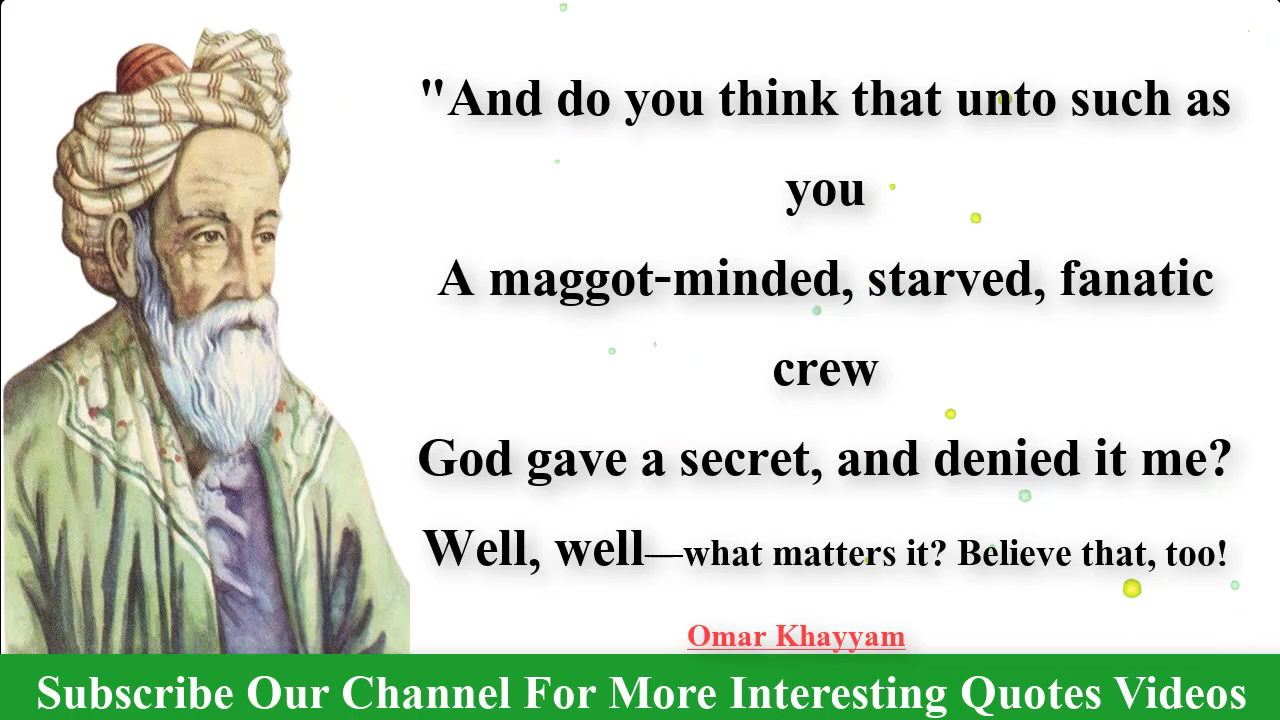 "And do you think that unto such as
you
A maggot-minded, starved, fanatic
crew
God gave a secret, and denied it me?
Well, well—what matters it? Believe that, too!
Omar Khayyam
Subscribe Our Channel For More Interesting Quotes Videos